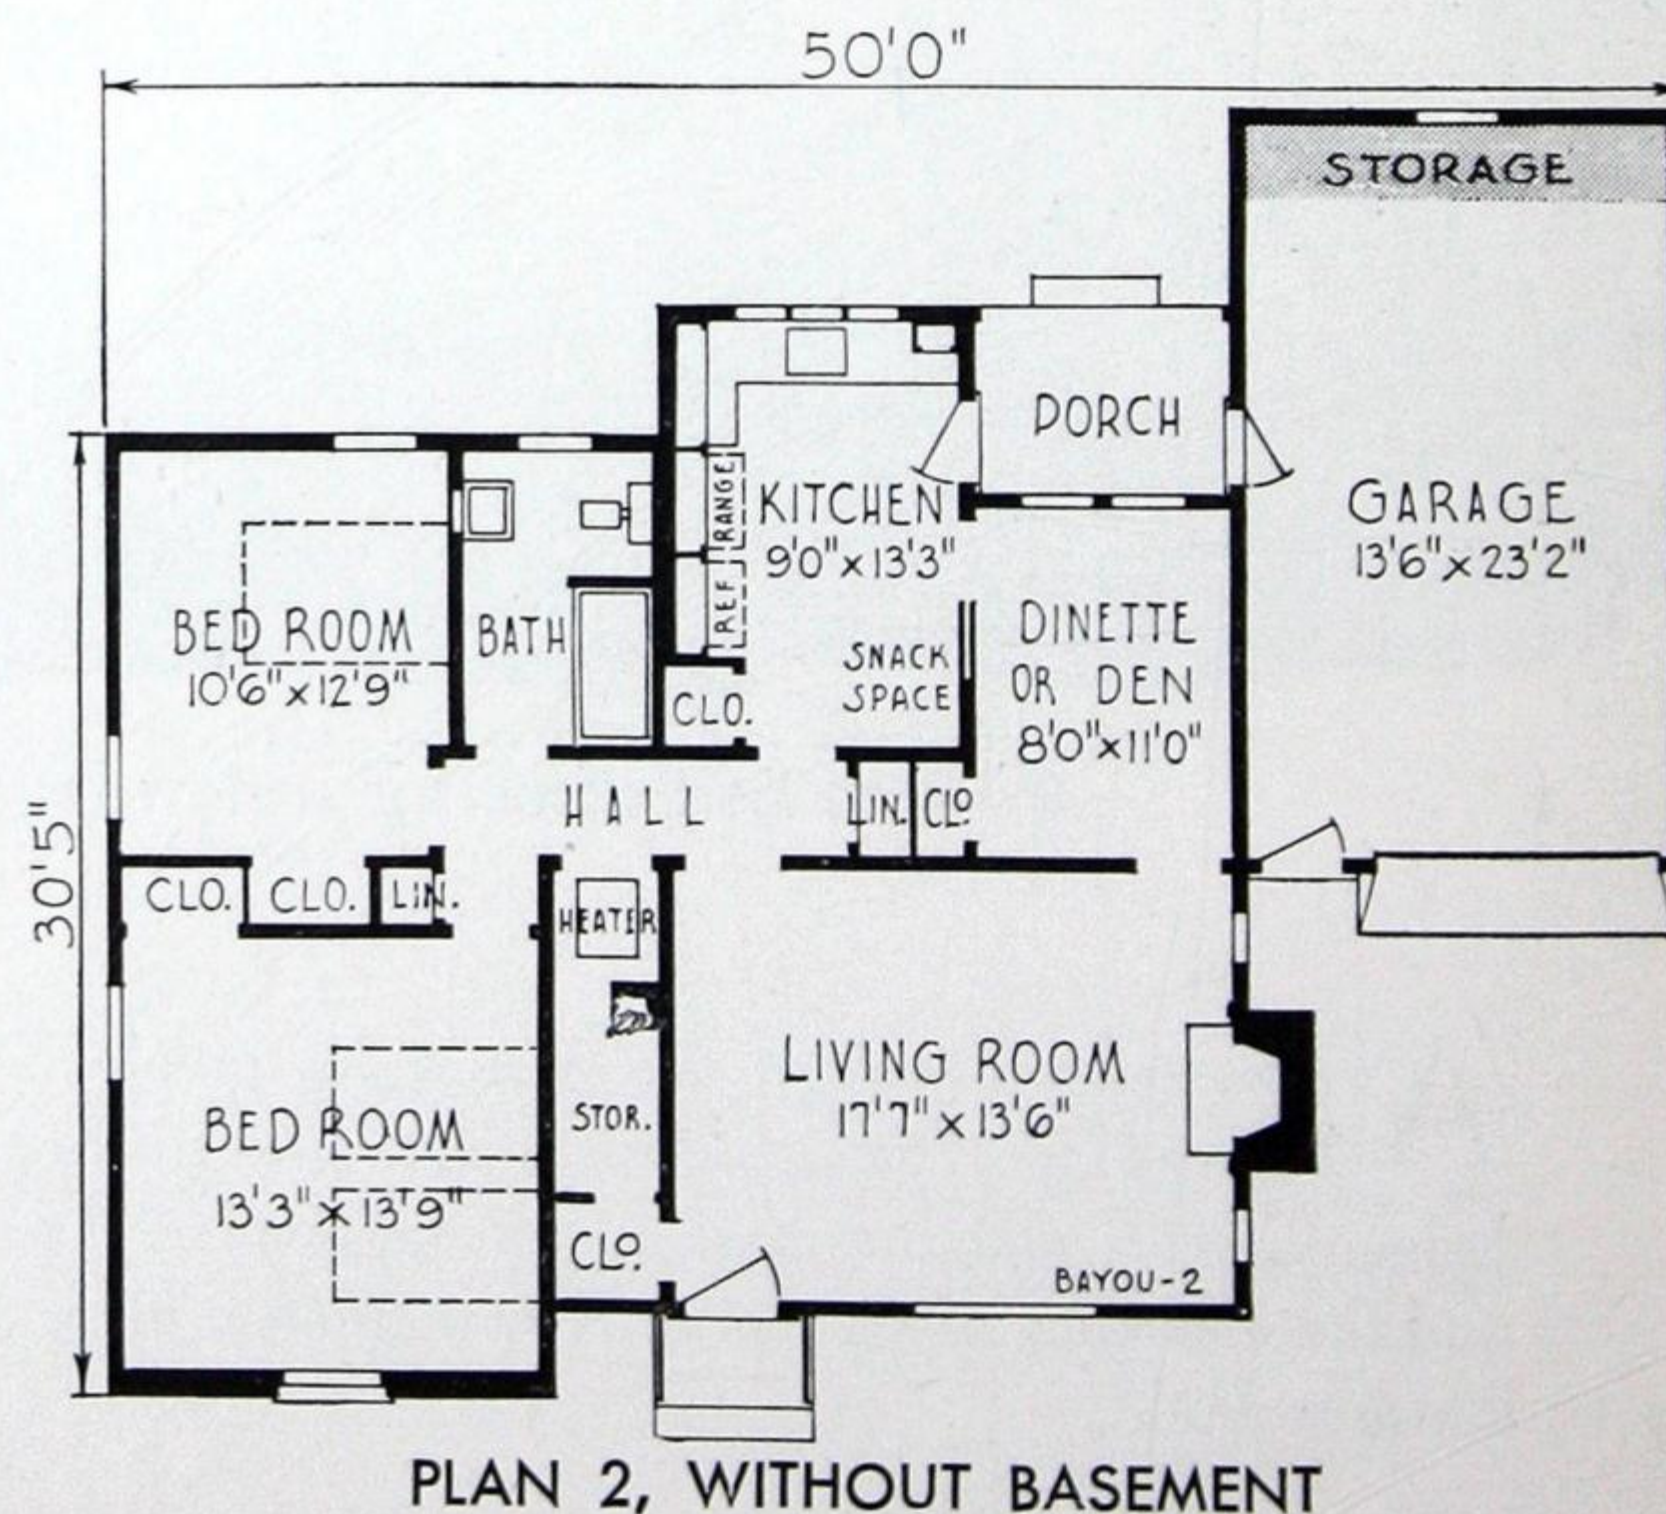 50'0"
STORAGE
PORCH
RANGE
KITCHEN
9'0"x13'3"
GARAGE
13'6"x23'2"
REF
BED ROOM
10'6"x12'9"
BATH
DINETTE
OR DEN
8'0"x11'0"
SNACK
SPACE
CLO.
HALL
LIN.
CLO.
30'5"
CLO.
CLO.
LIN.
HEATER
LIVING ROOM
17'7"x13'6"
STOR.
BED ROOM
13'3"x13'9"
CLO.
BAYOU-2
PLAN 2, WITHOUT BASEMENT